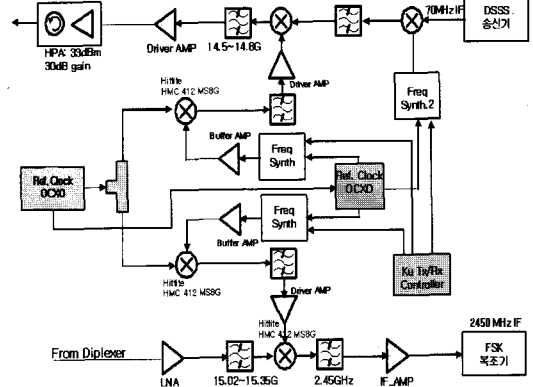 70MHz IF
DSSS.
송신기
HPA: 33dBm
30dB gain
Driver AMP
14.5~14.8G
Hittite
HMC 412 MS8G
Driver AMP
Freq
Synth.2
Buffer AMP
Freq
Synth
Ref. Clock
OCXO
Ref. Clock
OCXO
Freq
Synth
Buffer AMP
Ku Tx/Rx
Controller
Hittite
HMC 412 MS8G
Driver AMP
2450 MHz IF
Hittite
HMC 412 MS8G
FSK
복조기
From Diplexer
LNA
15.02~15.35G
2.45GHz
IF_AMP